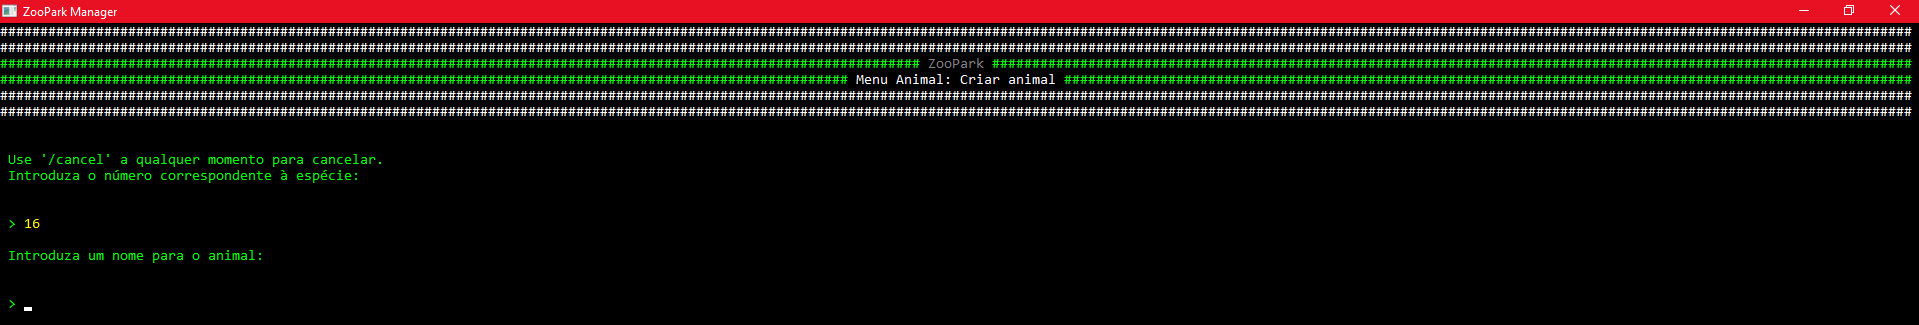 ZooPark Manager
################################################################################################################################################################################################################################################
################################################################################################################################################################################################################################################
################################################################################################################### ZooPark ###################################################################################################################
########################################################################################################## Menu Animal: Criar animal ##########################################################################################################
################################################################################################################################################################################################################################################
################################################################################################################################################################################################################################################
Use '/cancel' a qualquer momento para cancelar.
Introduza o número correspondente à espécie:
> 16
Introduza um nome para o animal:
>